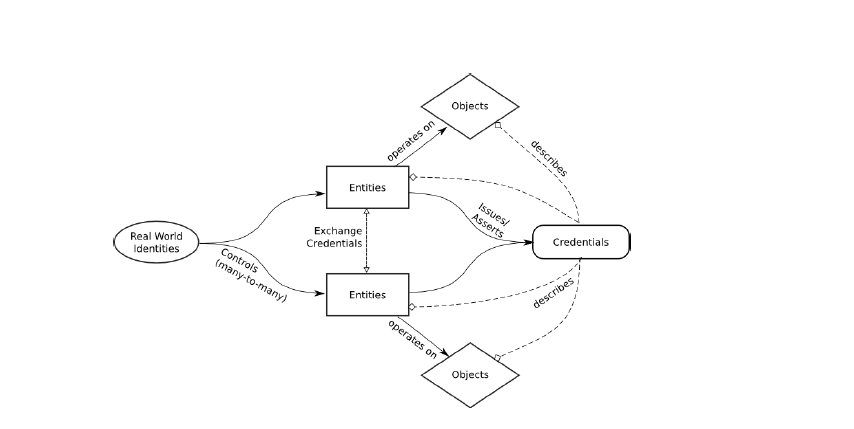 Objects
operates on
describes
Entities
Issues/
Asserts
Exchange
Credentials
Real World
Identities
Credentials
Controls
(many-to-many)
Entities
describes
operates on
Objects